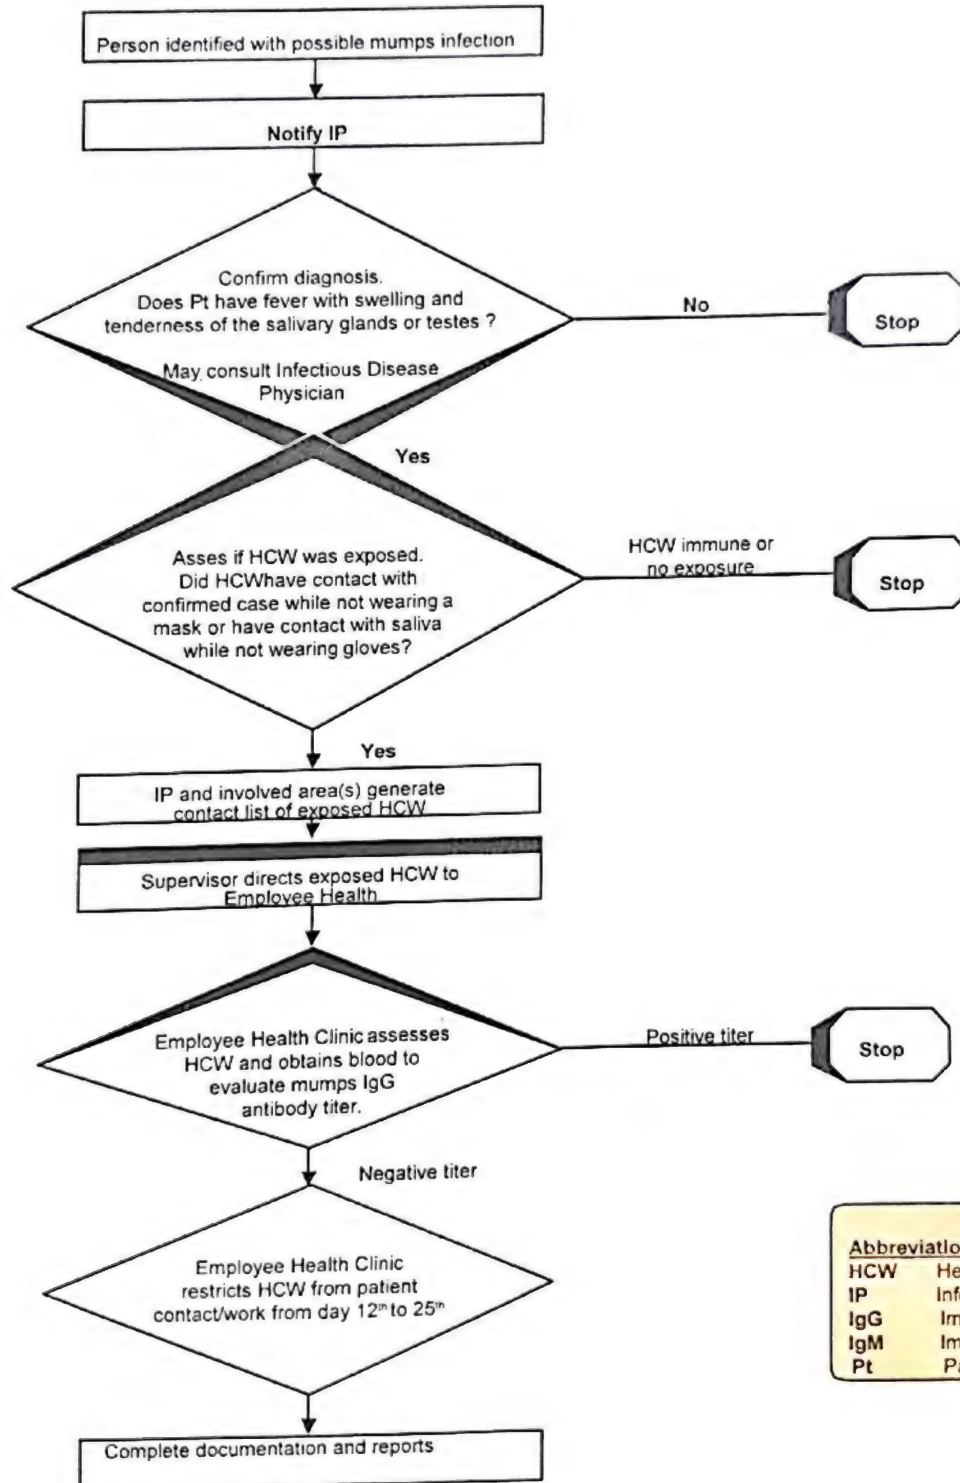 Person identified with possible mumps infection
Notify IP
Confirm diagnosis.
Does Pt have fever with swelling and
tenderness of the salivary glands or testes ?
May consult Infectious Disease
Physician
No
Stop
Yes
Asses if HCW was exposed.
Did HCWhave contact with
confirmed case while not wearing a
mask or have contact with saliva
while not wearing gloves?
HCW immune or
no exposure
Stop
Yes
IP and involved area(s) generate
contact list of exposed HCW
Supervisor directs exposed HCW to
Employee Health
Employee Health Clinic assesses
HCW and obtains blood to
evaluate mumps IgG
antibody titer.
Positive titer
Stop
Negative titer
Employee Health Clinic
restricts HCW from patient
contact/work from day 12th to 25th
Complete documentation and reports
Abbreviatio
HCW He
IP Inf
IgG Im
IgM Im
Pt Pa